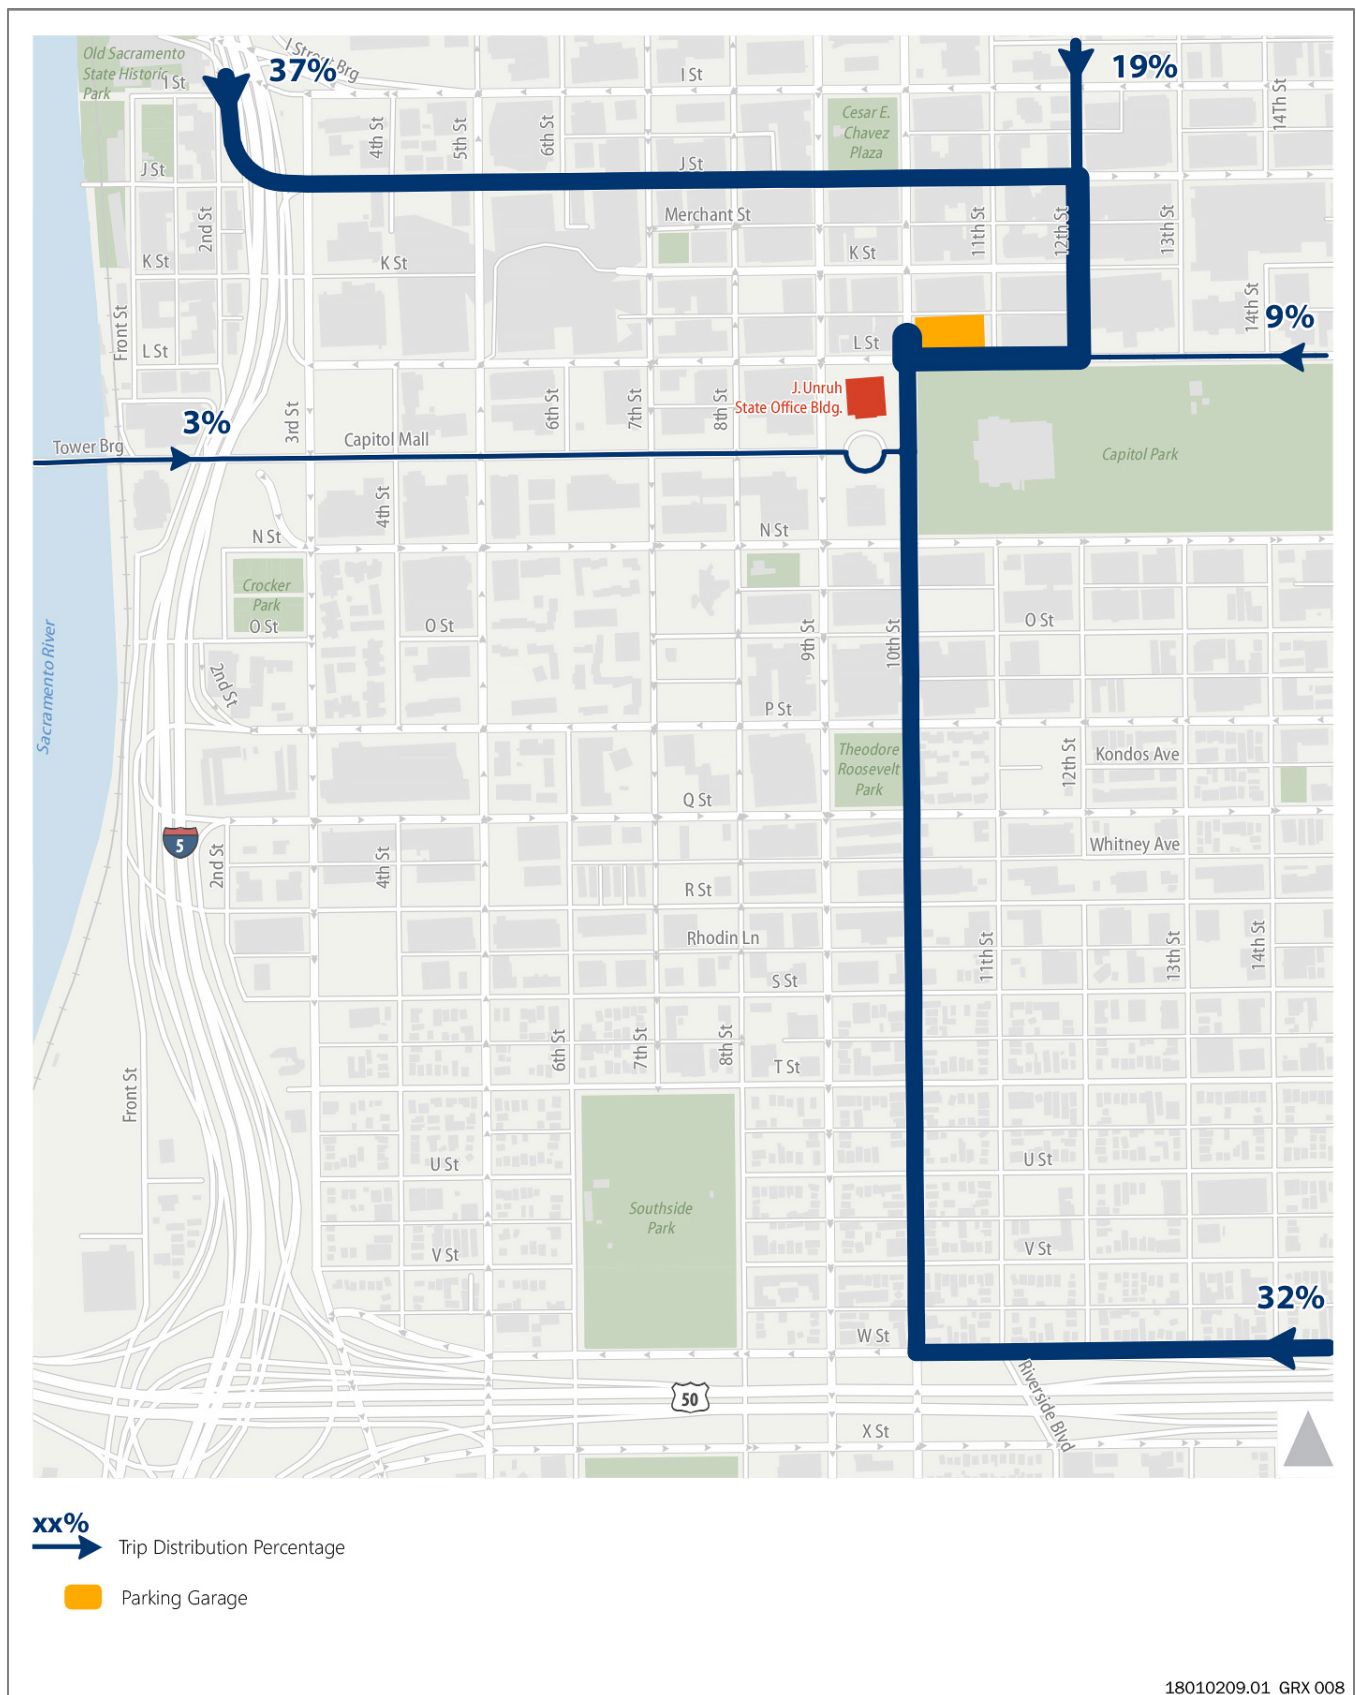 Old Sacramento
State Historic
Park
I St
I Street Brg
37%
19%
I St
14Th St
4th St
5th St
6th St
Cesar E.
Chavez
Plaza
J St
J St
2nd St
Merchant St
11th St
12th St
13th St
K St
K St
K St
Front St
L St
L St
14th St
9%
J. Unruh
State Office Bldg.
3%
3rd St
6th St
7th St
8th St
Tower Brg
Capitol Mall
Capitol Park
4th St
N St
N St
Crocker
Park
O St
O St
O St
9th St
10th St
Sacramento River
2nd St
P St
Theodore
Roosevelt
Park
12th St
Kondos Ave
Q St
5
2nd St
4th St
Whitney Ave
R St
Rhodin Ln
11th St
13th St
14th St
S St
6th St
7th St
8th St
T St
Front St
U St
U St
Southside
Park
V St
V St
32%
W St
Riverside Blvd
50
X St
xx%
Trip Distribution Percentage
Parking Garage
18010209.01 GRX 008